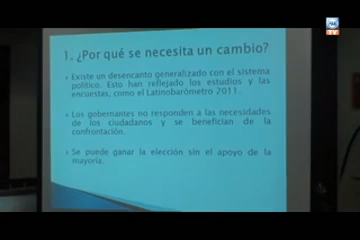 TV
1. ¿Por qué se necesita un cambio?
Existe un desencanto generalizado con el sistema
político. Esto han reflejado los estudios y las
encuestas, como el Latinobarómetro 2011.
Los gobernantes no responden a las necesidades
de los ciudadanos y se benefician de la
confrontación.
Se puede ganar la elección sin el apoyo de la
mayoría.